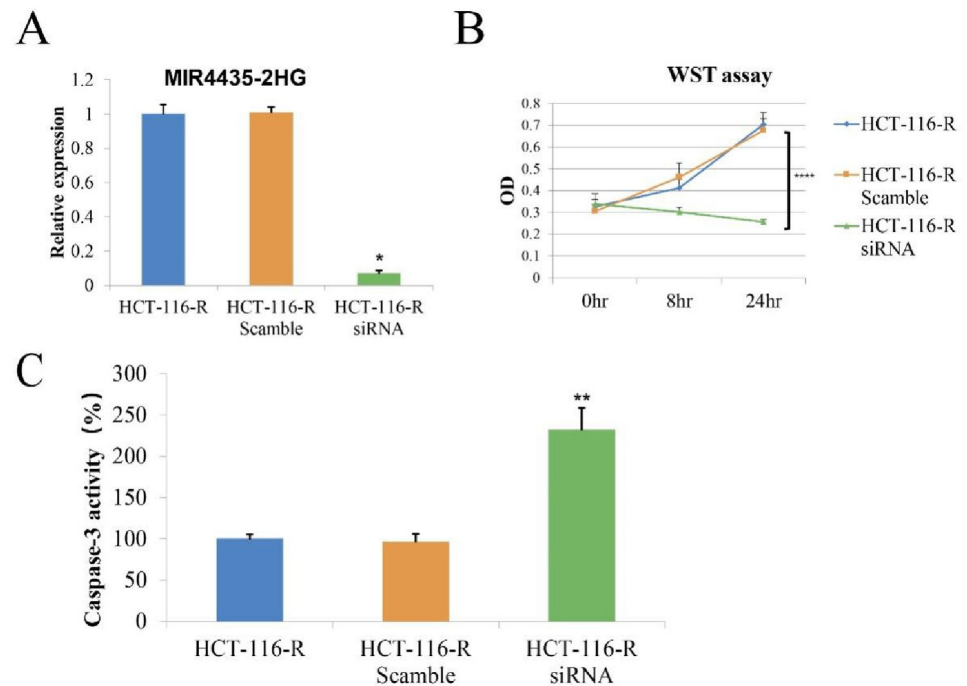 A
MIR4435-2HG
Relative expression
1.2
1
0.8
0.6
0.4
0.2
0
*
HCT-116-R
HCT-116-R
Scamble
HCT-116-R
siRNA
B
WST assay
OD
0.8
0.7
0.6
0.5
0.4
0.3
0.2
0.1
0
0hr
8hr
24hr
****
HCT-116-R
HCT-116-R
Scamble
HCT-116-R
siRNA
C
Caspase-3 activity (%)
300
250
200
150
100
50
0
**
HCT-116-R
HCT-116-R
Scamble
HCT-116-R
siRNA